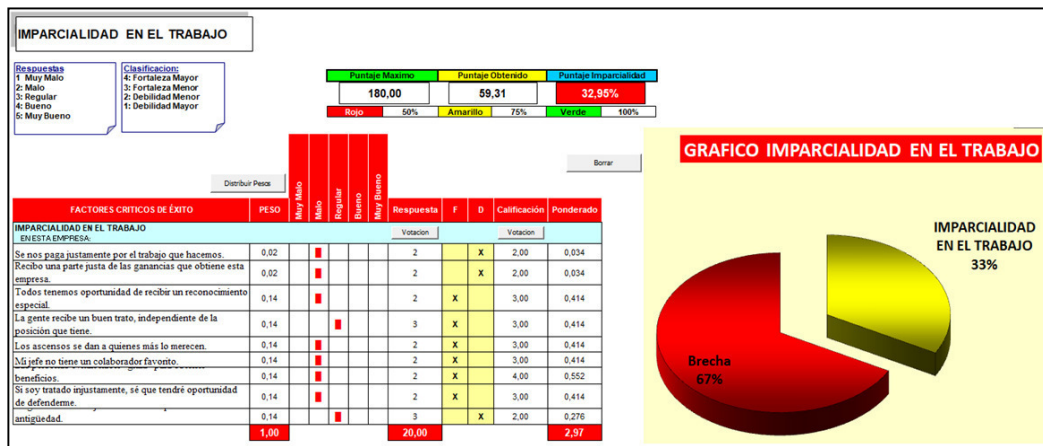 IMPARCIALIDAD EN EL TRABAJO
Respuestas
1 Muy Malo
2: Malo
3: Regular
4: Bueno
5: Muy Bueno
Clasificacion:
4: Fortaleza Mayor
3: Fortaleza Menor
2: Debilidad Menor
1: Debilidad Mayor
Puntaje Maximo Puntaje Obtenido Puntaje Imparcialidad
180,00 59,31 32,95%
Rojo 50% Amarillo 75% Verde 100%
Distribuir Pesos
Borrar
FACTORES CRITICOS DE ÉXITO PESO Muy Malo Malo Regular Bueno Muy Bueno Respuesta F D Calificación Ponderado
IMPARCIALIDAD EN EL TRABAJO
EN ESTA EMPRESA:
Votacion Votacion
Se nos paga justamente por el trabajo que hacemos. 0,02 2 X 2,00 0,034
Recibo una parte justa de las ganancias que obtiene esta
empresa. 0,02 2 X 2,00 0,034
Todos tenemos oportunidad de recibir un reconocimiento
especial. 0,14 2 X 3,00 0,414
La gente recibe un buen trato, independiente de la
posición que tiene. 0,14 3 X 3,00 0,414
Los ascensos se dan a quienes más lo merecen. 0,14 2 X 3,00 0,414
Mi jefe no tiene un colaborador favorito. 0,14 2 X 3,00 0,414
beneficios. 0,14 2 X 4,00 0,552
Si soy tratado injustamente, sé que tendré oportunidad
de defenderme. 0,14 2 X 3,00 0,414
antigüedad. 0,14 3 X 2,00 0,276
1,00 20,00 2,97
GRAFICO IMPARCIALIDAD EN EL TRABAJO
IMPARCIALIDAD
EN EL TRABAJO
33%
Brecha
67%